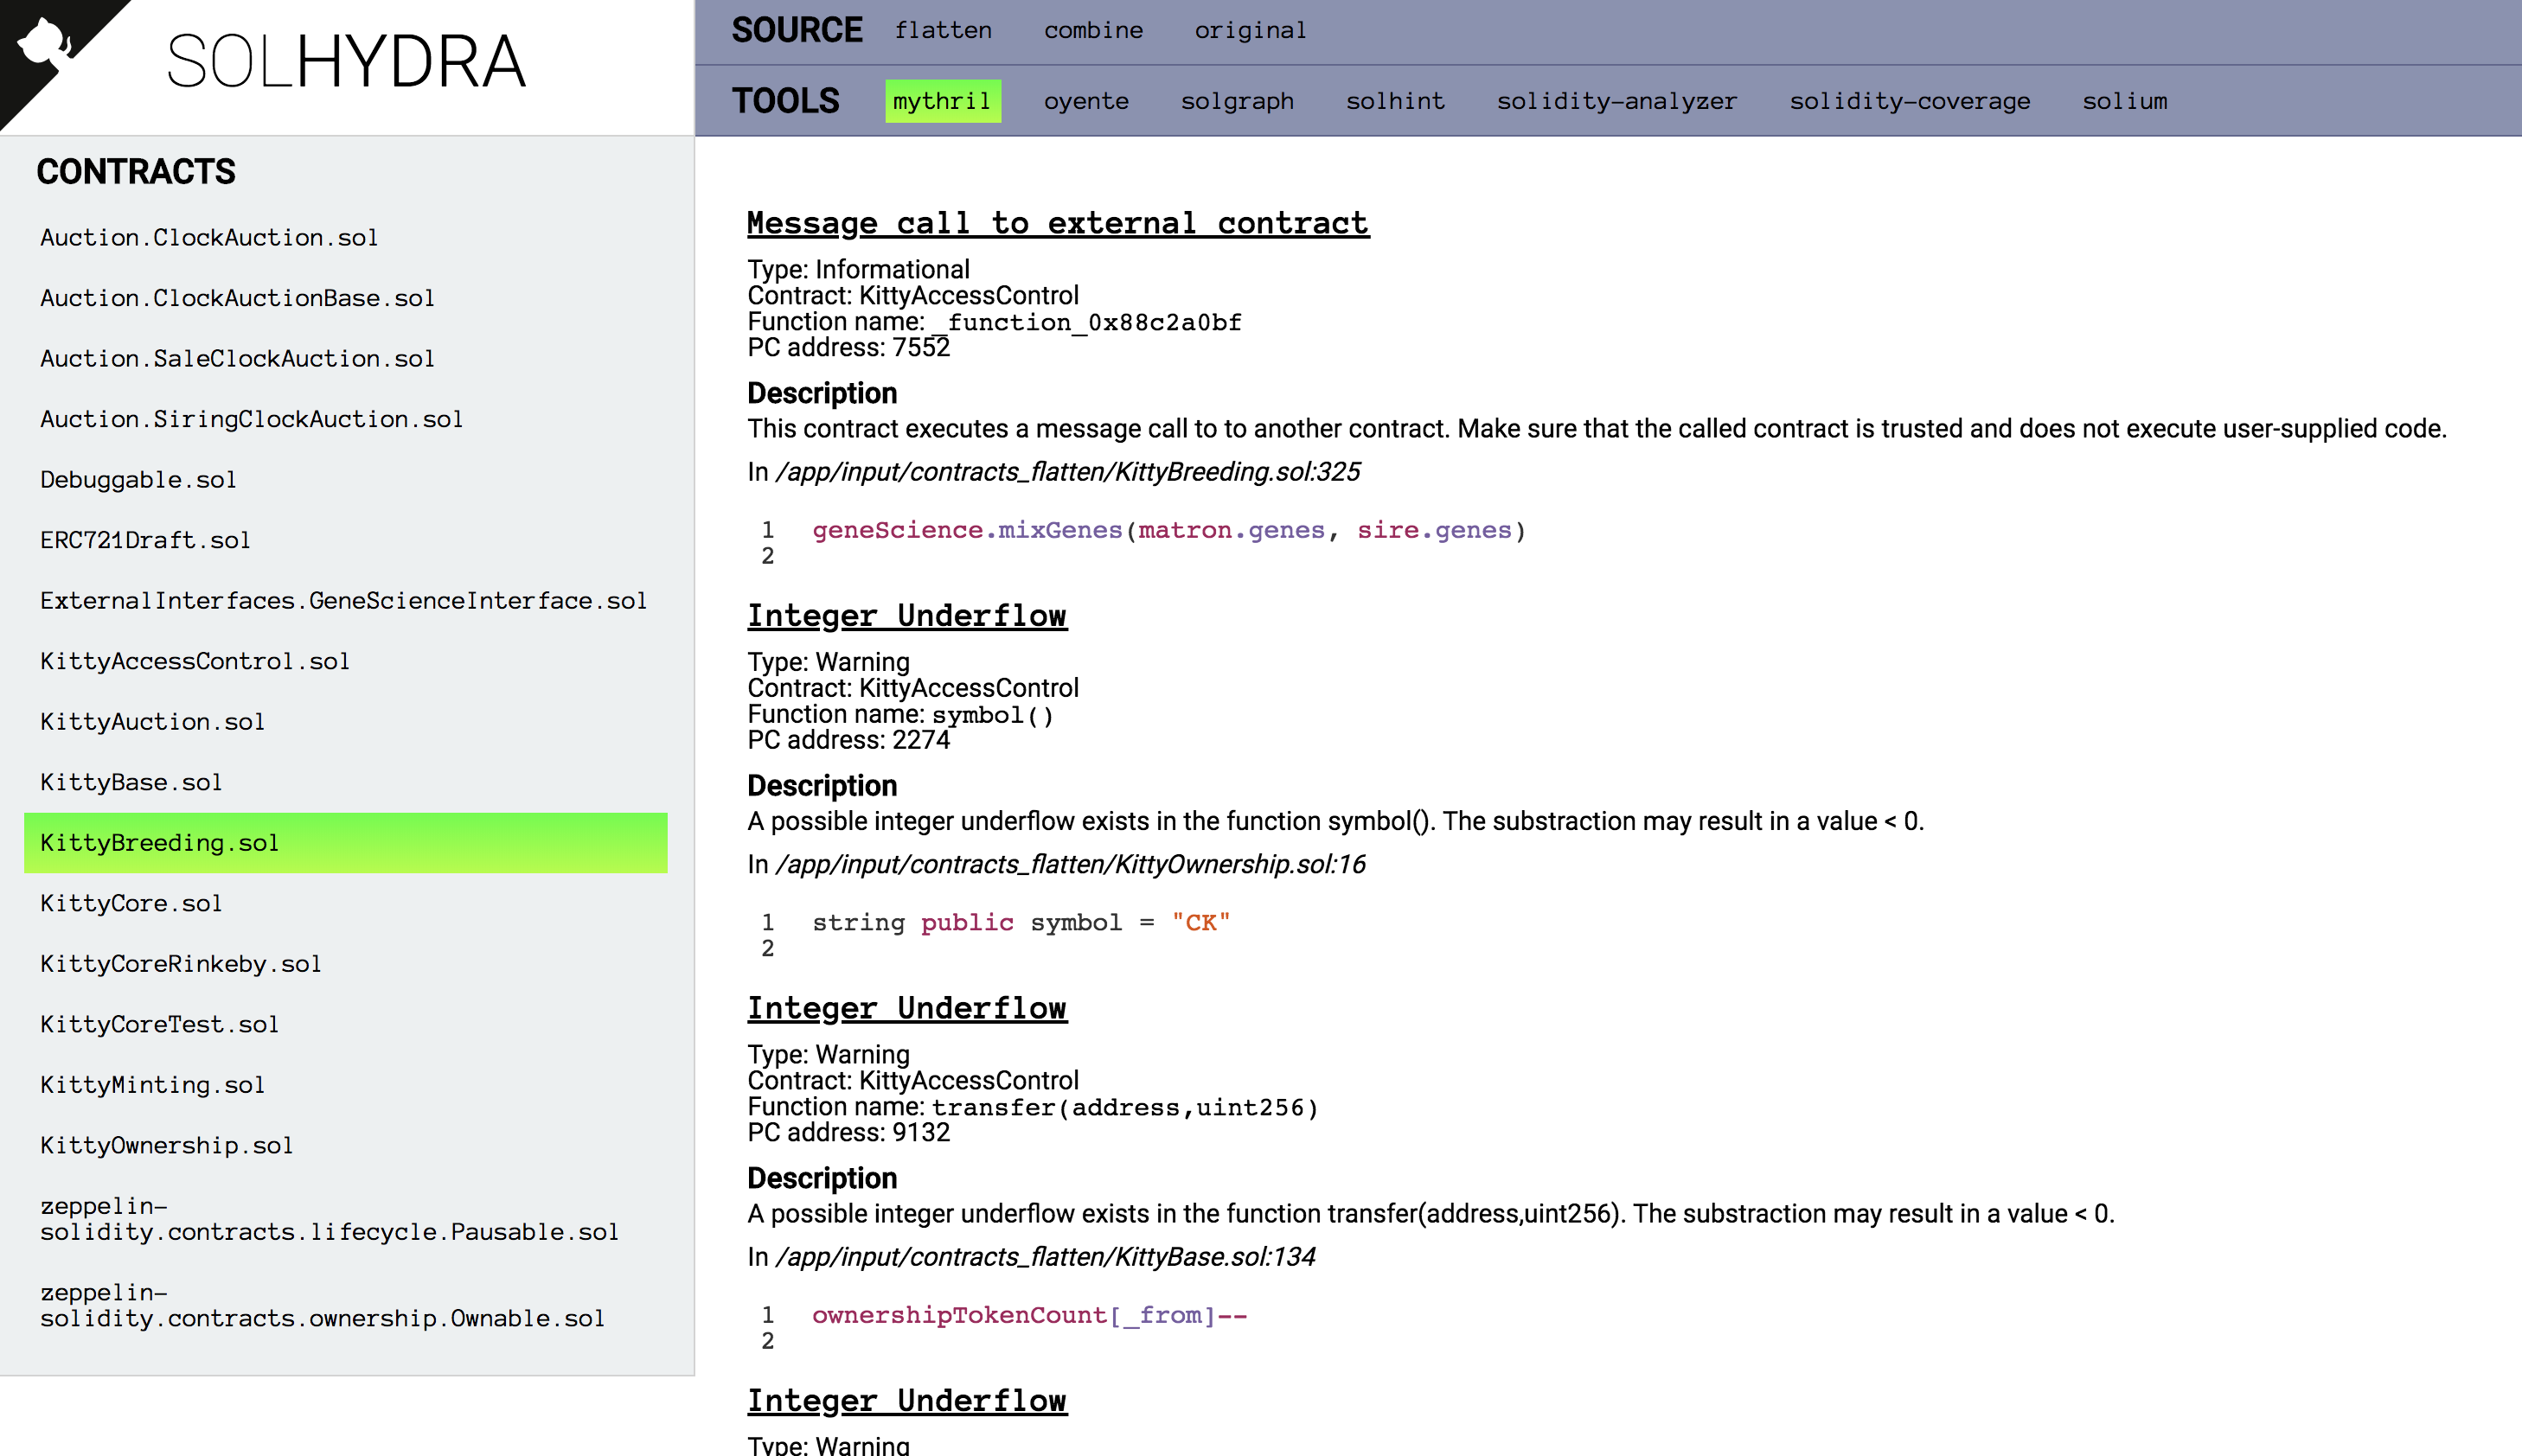 SOLHYDRA
SOURCE flatten combine original
TOOLS mythril oyente solgraph solhint solidity-analyzer solidity-coverage solium
CONTRACTS
Auction.ClockAuction.sol
Auction.ClockAuctionBase.sol
Auction.SaleClockAuction.sol
Auction.SiringClockAuction.sol
Debuggable.sol
ERC721Draft.sol
ExternalInterfaces.GeneScienceInterface.sol
KittyAccessControl.sol
KittyAuction.sol
KittyBase.sol
KittyBreeding.sol
KittyCore.sol
KittyCoreRinkeby.sol
KittyCoreTest.sol
KittyMinting.sol
KittyOwnership.sol
zeppelin-
solidity.contracts.lifecycle.Pausable.sol
zeppelin-
solidity.contracts.ownership.Ownable.sol
Message call to external contract
Type: Informational
Contract: KittyAccessControl
Function name: _function_0x88c2a0bf
PC address: 7552
Description
This contract executes a message call to to another contract. Make sure that the called contract is trusted and does not execute user-supplied code.
In /app/input/contracts_flatten/KittyBreeding.sol:325
1 geneScience.mixGenes(matron.genes, sire.genes)
2
Integer Underflow
Type: Warning
Contract: KittyAccessControl
Function name: symbol()
PC address: 2274
Description
A possible integer underflow exists in the function symbol(). The substraction may result in a value < 0.
In /app/input/contracts_flatten/KittyOwnership.sol:16
1 string public symbol = "CK"
2
Integer Underflow
Type: Warning
Contract: KittyAccessControl
Function name: transfer(address,uint256)
PC address: 9132
Description
A possible integer underflow exists in the function transfer(address,uint256). The substraction may result in a value < 0.
In /app/input/contracts_flatten/KittyBase.sol:134
1 ownershipTokenCount[_from]--
2
Integer Underflow
Type: Warning